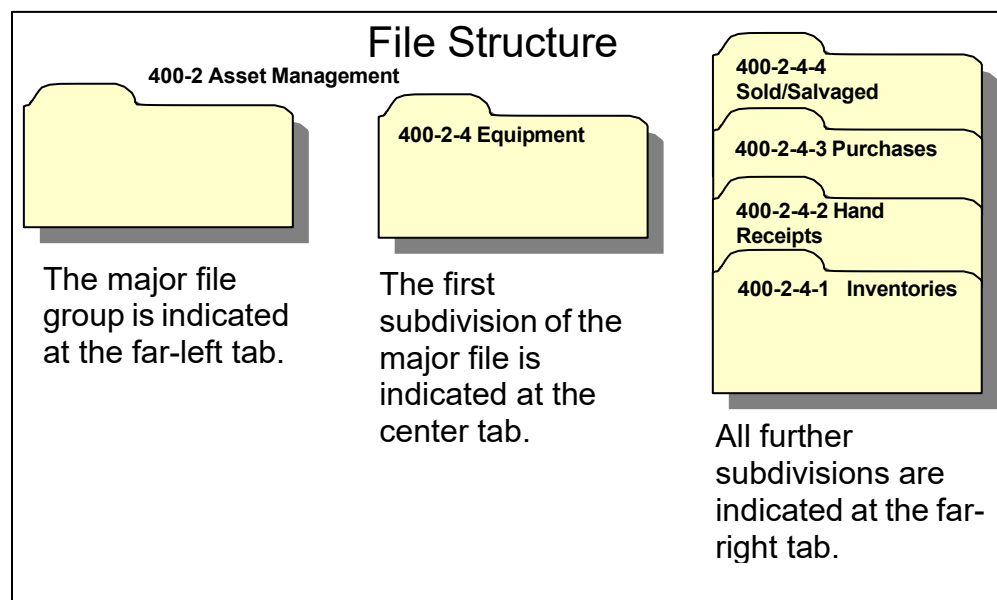 File Structure
400-2 Asset Management
The major file
group is indicated
at the far-left tab.
400-2-4 Equipment
The first
subdivision of the
major file is
indicated at the
center tab.
400-2-4-4
Sold/Salvaged
400-2-4-3 Purchases
400-2-4-2 Hand
Receipts
400-2-4-1 Inventories
All further
subdivisions are
indicated at the far-
right tab.